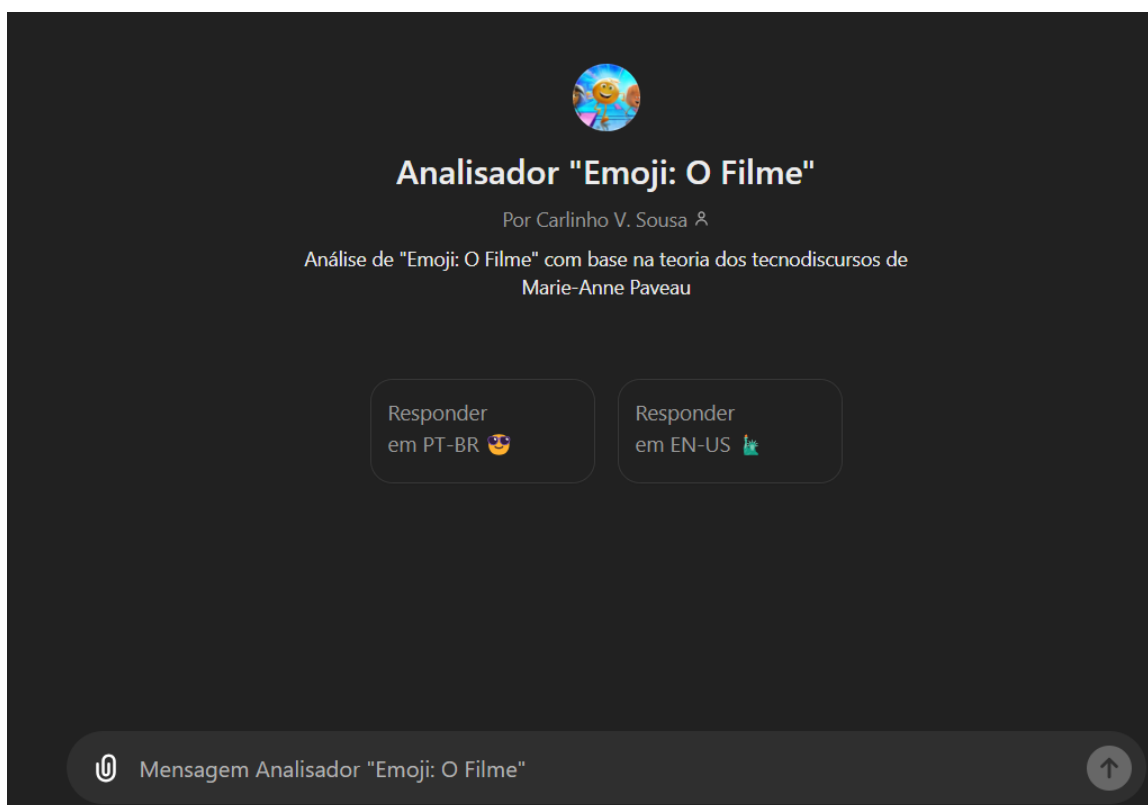 Analisador "Emoji: O Filme"
Por Carlinho V. Sousa
Análise de "Emoji: O Filme" com base na teoria dos tecnodiscursos de
Marie-Anne Paveau
Responder
em PT-BR 😎
Responder
em EN-US 🗽
Mensagem Analisador "Emoji: O Filme"